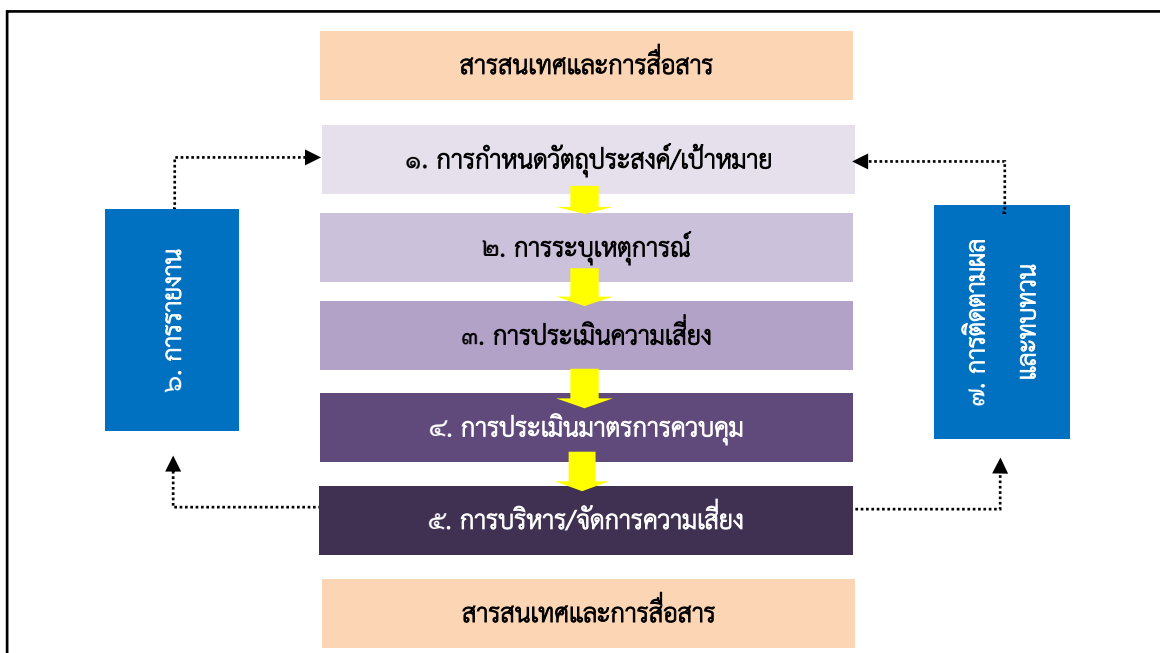 สารสนเทศและการสื่อสาร
๑. การกำหนดวัตถุประสงค์/เป้าหมาย
๒. การระบุเหตุการณ์
๓. การประเมินความเสี่ยง
๔. การประเมินมาตรการควบคุม
๕. การบริหาร/จัดการความเสี่ยง
๖. การรายงาน
๗. การติดตามผล
และทบทวน
สารสนเทศและการสื่อสาร